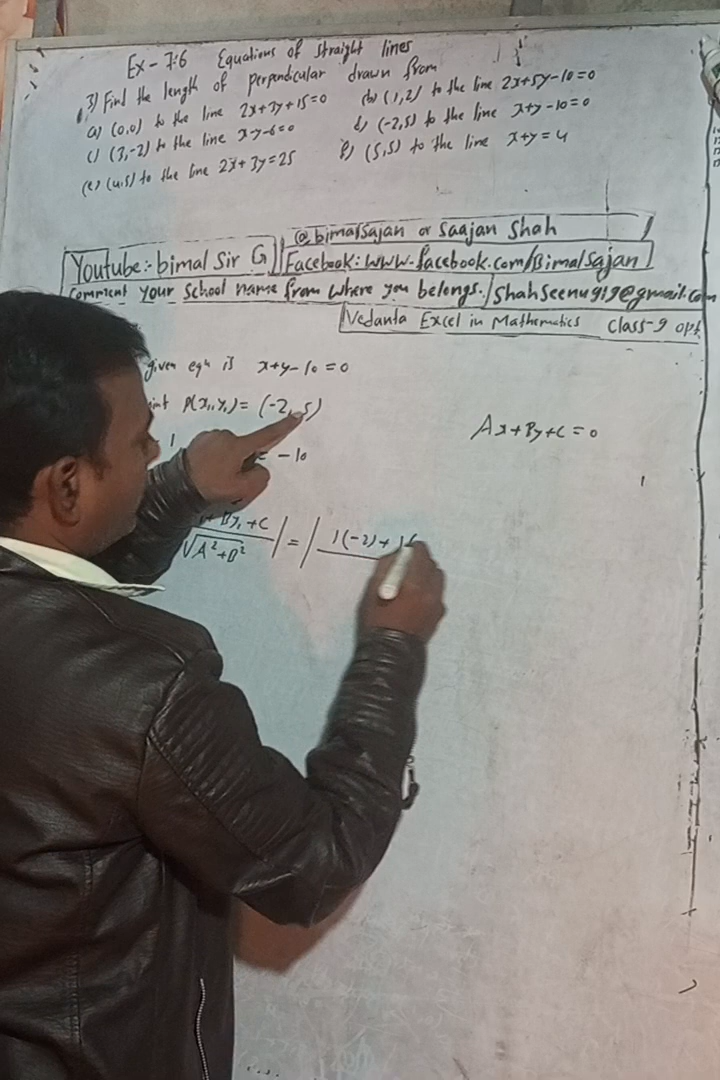 Ex - 7.6 Equations of straight lines
3) Find the length of perpendicular drawn from
a) (0,0) to the line 2x+3y+15=0 (b) (1,2) to the line 2x+5y-10=0
c) (3,-2) to the line x-y-6=0 d) (-2,5) to the line x+y-10=0
(e) (4,5) to the line 2x+3y=25 f) (5,5) to the line x+y=4
@bimalsajan or saajan shah
Youtube:- bimal Sir G Facebook: www.facebook.com/Bimalsajan
Comment your School name from where you belongs. shahseenu919@gmail.com
Vedanta Excel in Mathematics class-9 opt
given eqn is x+y-10=0
P(x₁,y₁) = (-2,5)
Ax+By+C=0
1 = -10
By₁+C / √A²+B² | = | 1(-2)+1